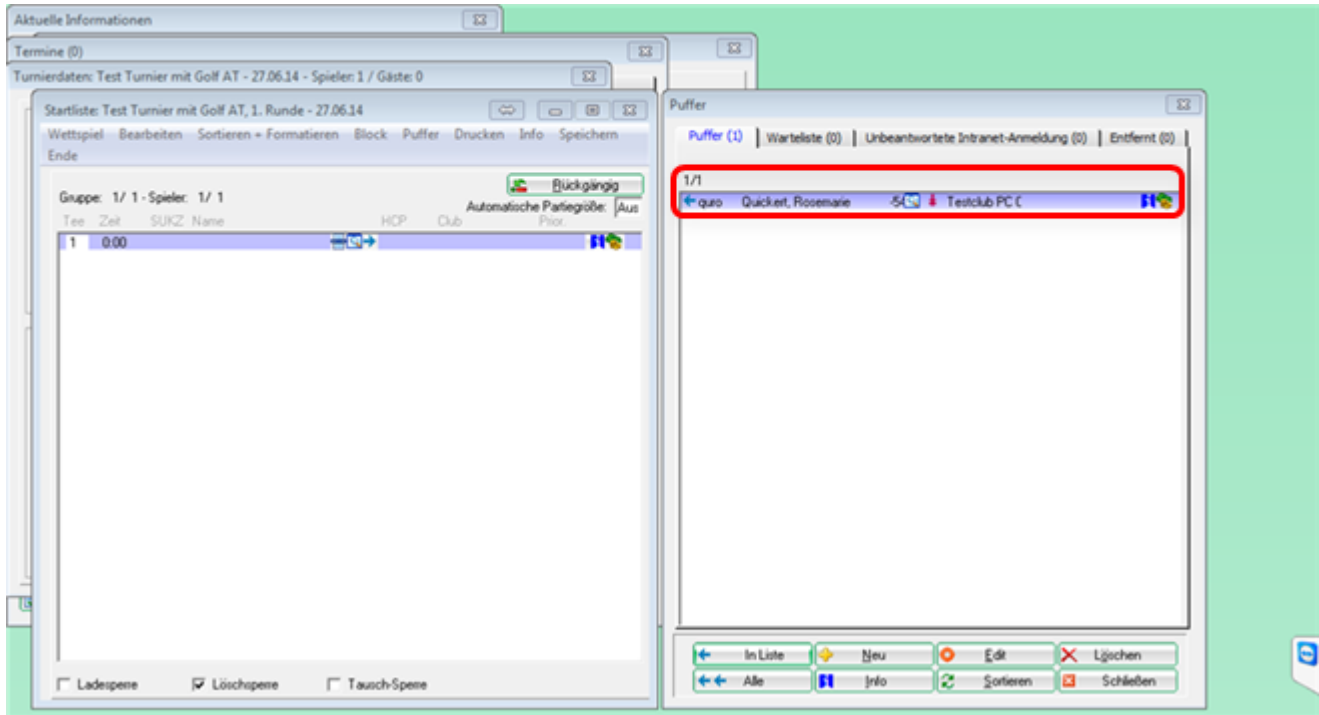 Aktuelle Informationen
Termine (0)
Turnierdaten: Test Turnier mit Golf AT - 27.06.14 - Spieler: 1 / Gäste: 0
Startliste: Test Turnier mit Golf AT, 1. Runde - 27.06.14
Wettspiel Bearbeiten Sortieren + Formatieren Block Puffer Drucken Info Speichern
Ende
Rückgängig
Gruppe: 1/ 1 - Spieler: 1/ 1
Automatische Partiegröße: Aus
Tee Zeit SUKZ Name HCP Club Prior.
1 0:00
Ladesperre Löschsperre Tausch-Sperre
Puffer
Puffer (1) Warteliste (0) Unbeantwortete Intranet-Anmeldung (0) Entfernt (0)
1/1
quro Quickert, Rosemarie -54 Testclub PC C
In Liste Neu Edit Löschen
Alle Info Sortieren Schließen